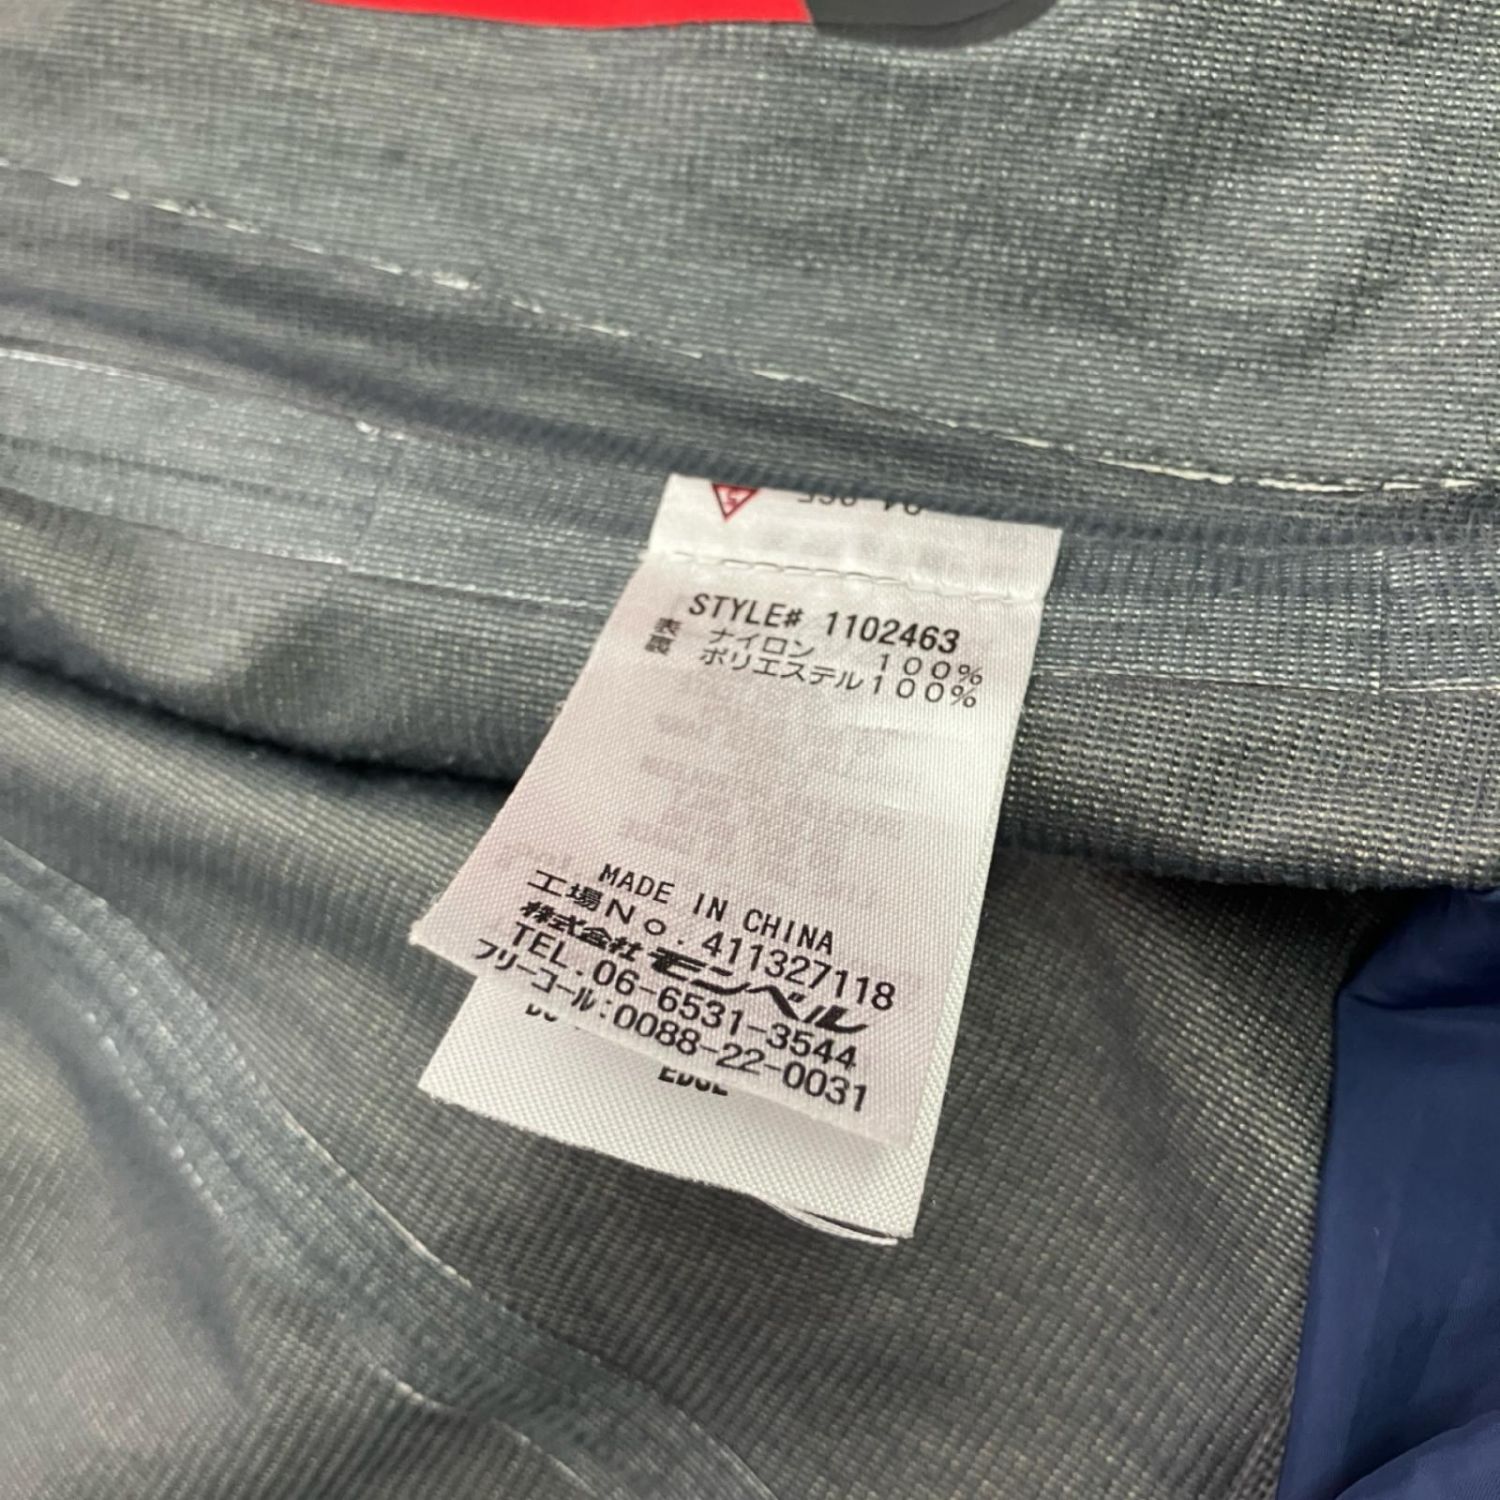 STYLE# 1102463
表 ナイロン 100%
裏 ポリエステル100%
MADE IN CHINA
工場No. 411327118
株式会社モンベル
TEL.06-6531-3544
フリーコール:0088-22-0031
EDGE